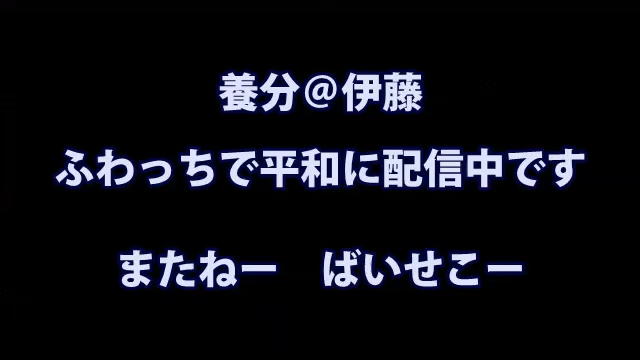 養分＠伊藤
ふわっちで平和に配信中です
またねー　ばいせこー